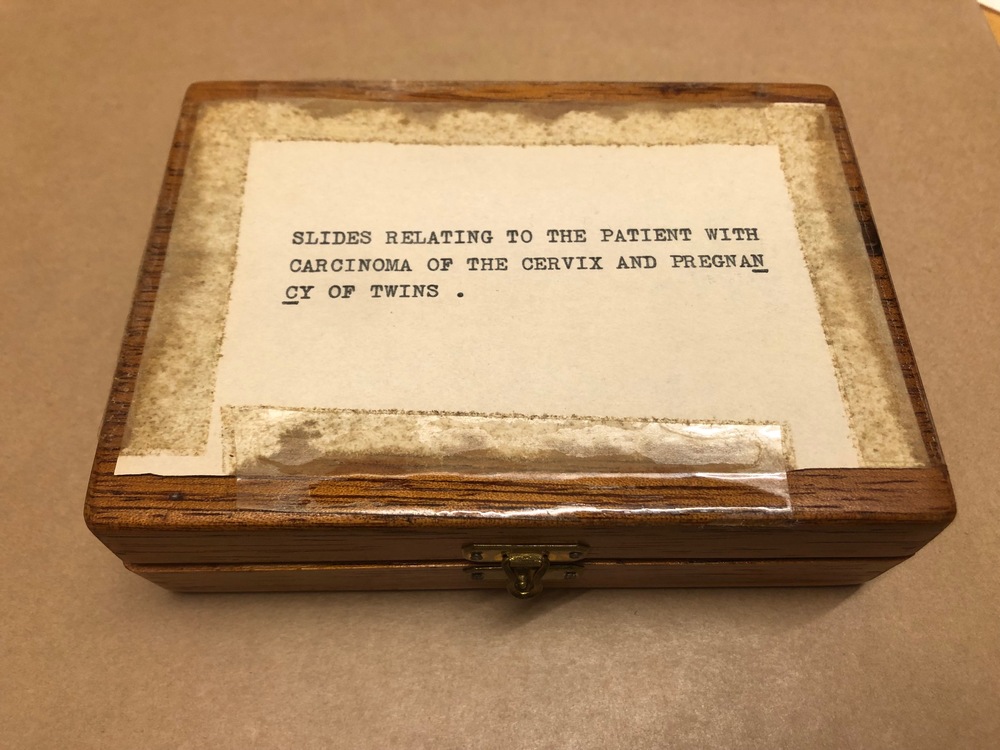 SLIDES RELATING TO THE PATIENT WITH
CARCINOMA OF THE CERVIX AND PREGNAN
CY OF TWINS .